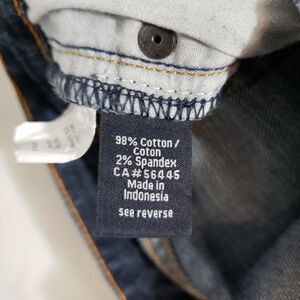 98% Cotton/
Coton
2% Spandex
CA#56445
Made in
Indonesia
see reverse